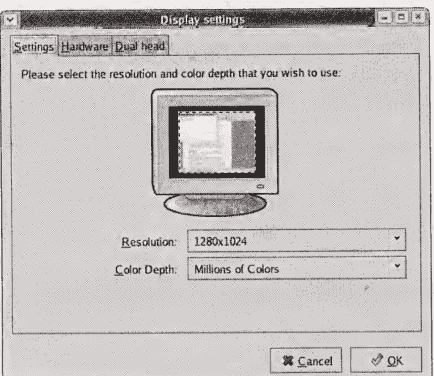 Display settings
Settings Hardware Dual head
Please select the resolution and color depth that you wish to use:
Resolution: 1280x1024
Color Depth: Millions of Colors
Cancel OK